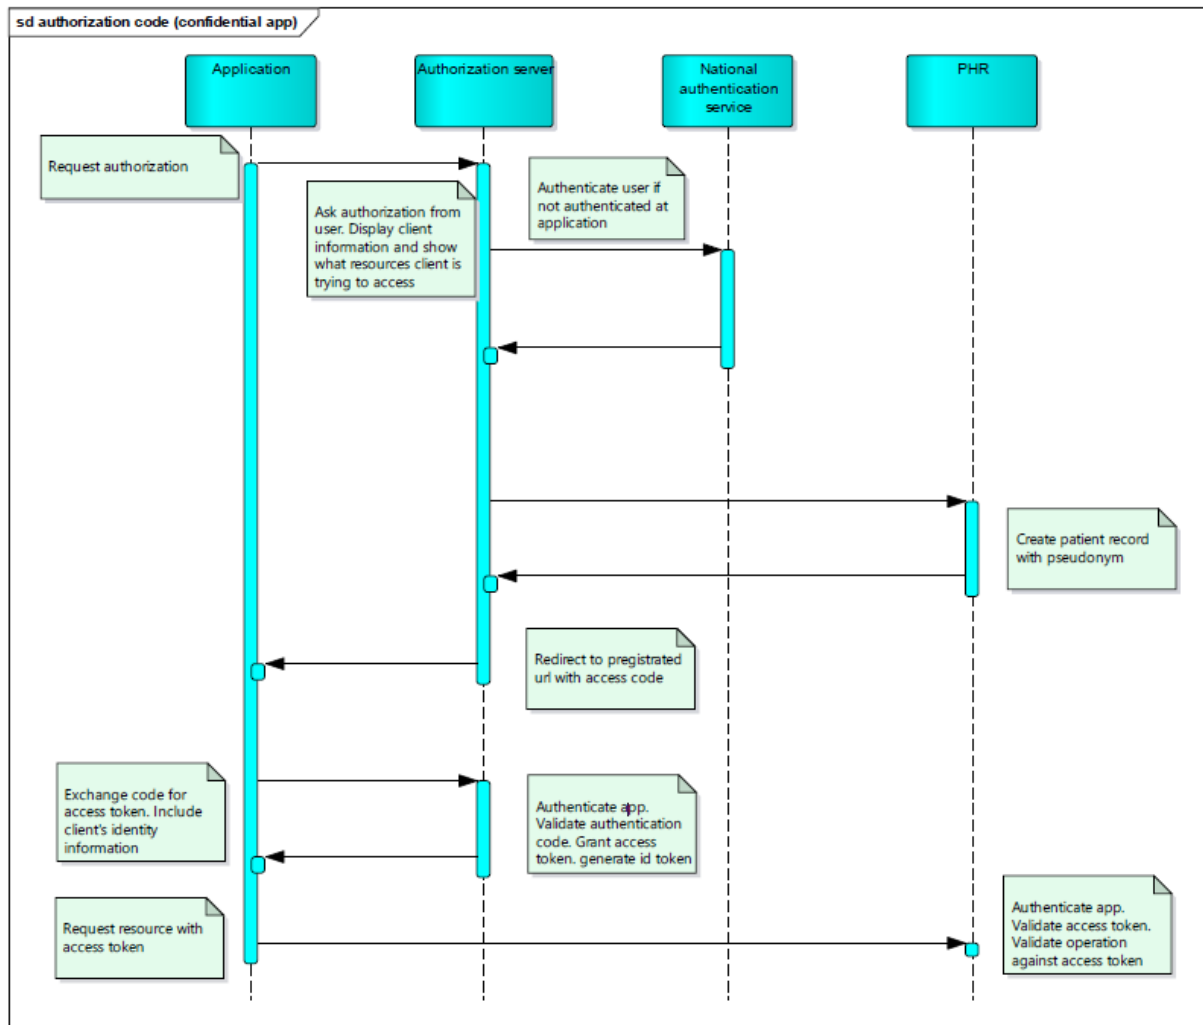 sd authorization code (confidential app)
Application
Authorization server
National
authentication
service
PHR
Request authorization
Ask authorization from
user. Display client
information and show
what resources client is
trying to access
Authenticate user if
not authenticated at
application
Create patient record
with pseudonym
Redirect to pregistrated
url with access code
Exchange code for
access token. Include
client's identity
information
Authenticate app.
Validate authentication
code. Grant access
token. generate id token
Request resource with
access token
Authenticate app.
Validate access token.
Validate operation
against access token